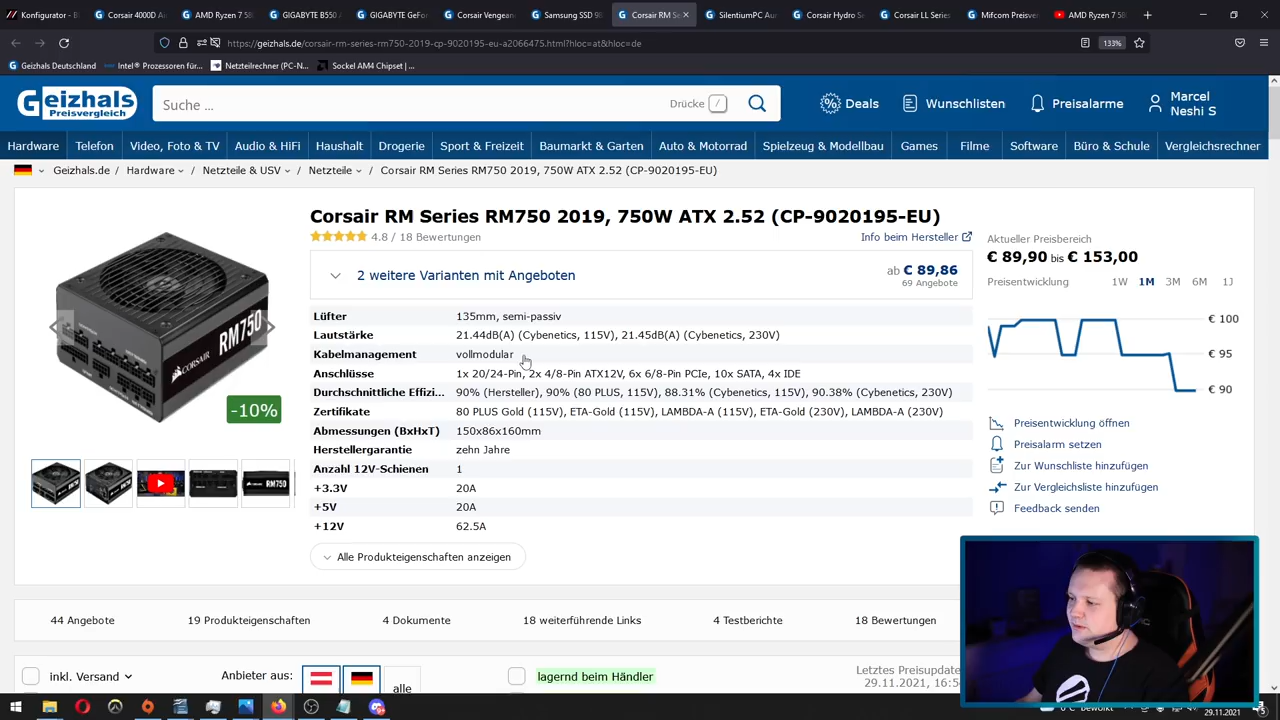 Konfigurator -
Corsair 4000D A
AMD Ryzen 7 58
GIGABYTE B550 A
GIGABYTE GeFor
Corsair Vengean
Samsung SSD 98
Corsair RM Se
SilentiumPC Aur
Corsair Hydro Se
Corsair LL Series
Mifcom Preisver
AMD Ryzen 7 58
https://geizhals.de/corsair-rm-series-rm750-2019-cp-9020195-eu-a2066475.html?hloc=at&hloc=de
133%
Geizhals Deutschland
Intel® Prozessoren für...
Netzteilrechner (PC-N...
Sockel AM4 Chipset | ...
Geizhals
Preisvergleich
Suche ...
Drücke /
Deals
Wunschlisten
Preisalarme
Marcel
Neshi S
Hardware
Telefon
Video, Foto & TV
Audio & HiFi
Haushalt
Drogerie
Sport & Freizeit
Baumarkt & Garten
Auto & Motorrad
Spielzeug & Modellbau
Games
Filme
Software
Büro & Schule
Vergleichsrechner
Geizhals.de / Hardware / Netzteile & USV / Netzteile / Corsair RM Series RM750 2019, 750W ATX 2.52 (CP-9020195-EU)
Corsair RM Series RM750 2019, 750W ATX 2.52 (CP-9020195-EU)
4.8 / 18 Bewertungen
Info beim Hersteller
2 weitere Varianten mit Angeboten
ab € 89,86
69 Angebote
RM750
CORSAIR
-10%
RM750
Lüfter 135mm, semi-passiv
Lautstärke 21.44dB(A) (Cybenetics, 115V), 21.45dB(A) (Cybenetics, 230V)
Kabelmanagement vollmodular
Anschlüsse 1x 20/24-Pin, 2x 4/8-Pin ATX12V, 6x 6/8-Pin PCIe, 10x SATA, 4x IDE
Durchschnittliche Effizi... 90% (Hersteller), 90% (80 PLUS, 115V), 88.31% (Cybenetics, 115V), 90.38% (Cybenetics, 230V)
Zertifikate 80 PLUS Gold (115V), ETA-Gold (115V), LAMBDA-A (115V), ETA-Gold (230V), LAMBDA-A (230V)
Abmessungen (BxHxT) 150x86x160mm
Herstellergarantie zehn Jahre
Anzahl 12V-Schienen 1
+3.3V 20A
+5V 20A
+12V 62.5A
Alle Produkteigenschaften anzeigen
Aktueller Preisbereich
€ 89,90 bis € 153,00
Preisentwicklung 1W 1M 3M 6M 1J
€ 100
€ 95
€ 90
Preisentwicklung öffnen
Preisalarm setzen
Zur Wunschliste hinzufügen
Zur Vergleichsliste hinzufügen
Feedback senden
44 Angebote
19 Produkteigenschaften
4 Dokumente
18 weiterführende Links
4 Testberichte
18 Bewertungen
inkl. Versand
Anbieter aus:
alle
lagernd beim Händler
Letztes Preisupdate
29.11.2021, 16:5
29.11.2021